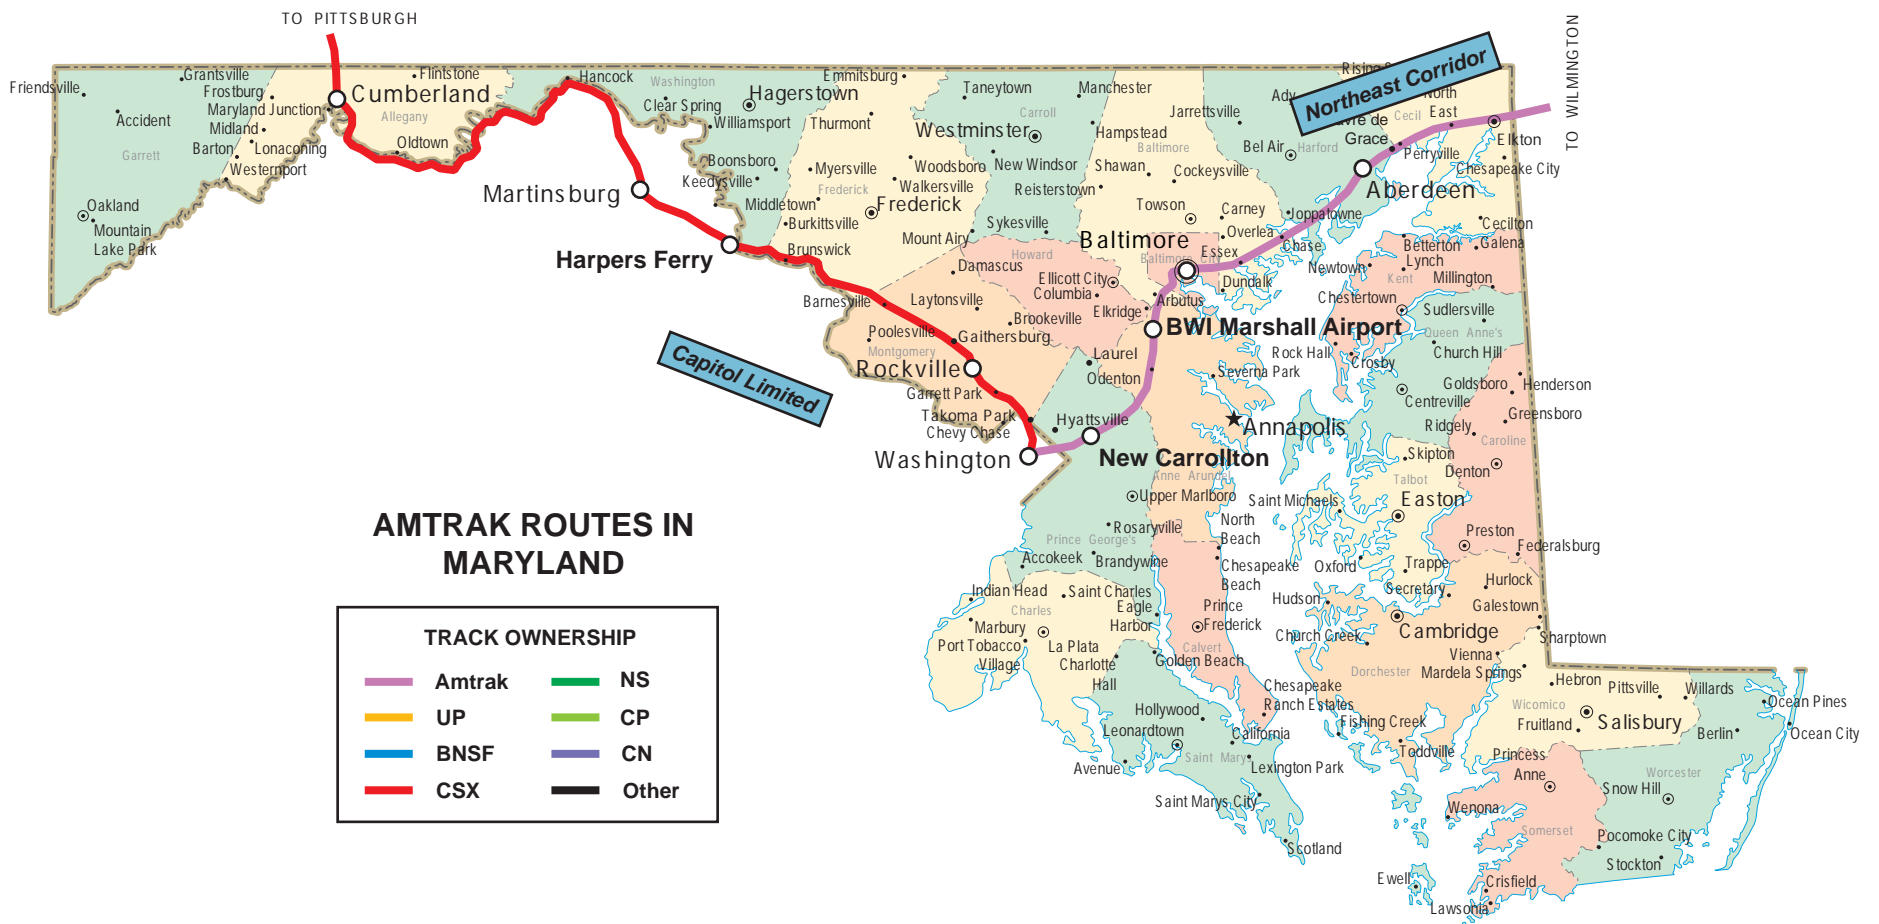 TO PITTSBURGH
TO WILMINGTON
Northeast Corridor
Capitol Limited
Friendsville
Grantsville
Frostburg
Maryland Junction
Midland
Barton
Lonaconing
Westernport
Accident
Garrett
Oakland
Mountain
Lake Park
Flintstone
Cumberland
Allegany
Oldtown
Hancock
Washington
Clear Spring
Hagerstown
Williamsport
Boonsboro
Keedysville
Martinsburg
Harpers Ferry
Emmitsburg
Thurmont
Myersville
Woodsboro
Walkersville
Frederick
Frederick
Middletown
Burkittsville
Brunswick
Mount Airy
Taneytown
Manchester
Carroll
Westminster
Hampstead
New Windsor
Reisterstown
Sykesville
Baltimore
Shawan
Cockeysville
Towson
Carney
Overlea
Essex
Chase
Baltimore
Baltimore City
Dundalk
Arbutus
Jarrettsville
Ady
Bel Air
Harford
Joppatowne
Rising
North
East
Cecil
Grace
Perryville
Elkton
Chesapeake City
Aberdeen
Cecilton
Betterton
Galena
Lynch
Newtown
Kent
Millington
Chestertown
Sudlersville
Queen Anne's
Church Hill
Rock Hall
Crosby
Centreville
Howard
Ellicott City
Columbia
Elkridge
BWI Marshall Airport
Damascus
Laytonsville
Brookeville
Barnesville
Poolesville
Gaithersburg
Montgomery
Rockville
Garrett Park
Takoma Park
Chevy Chase
Washington
Laurel
Odenton
Hyattsville
New Carrollton
Severna Park
Annapolis
Anne Arundel
Goldsboro
Henderson
Greensboro
Ridgely
Caroline
Denton
Skipton
Talbot
Easton
Saint Michaels
Preston
Federalsburg
Oxford
Trappe
Upper Marlboro
Rosaryville
Prince George's
Accokeek
Brandywine
North
Beach
Chesapeake
Beach
Prince
Frederick
Calvert
Golden Beach
Eagle
Harbor
Indian Head
Saint Charles
Charles
Marbury
Port Tobacco
Village
La Plata
Charlotte
Hall
Chesapeake
Ranch Estates
Hollywood
Leonardtown
California
Saint Mary
Lexington Park
Avenue
Saint Marys City
Scotland
Hudson
Secretary
Hurlock
Galestown
Church Creek
Cambridge
Sharptown
Vienna
Mardela Springs
Dorchester
Fishing Creek
Toddville
Hebron
Pittsville
Willards
Wicomico
Fruitland
Salisbury
Ocean Pines
Berlin
Ocean City
Princess
Anne
Worcester
Snow Hill
Wenona
Somerset
Pocomoke City
Stockton
Ewell
Crisfield
Lawsonia
AMTRAK ROUTES IN
MARYLAND
TRACK OWNERSHIP
Amtrak
NS
UP
CP
BNSF
CN
CSX
Other